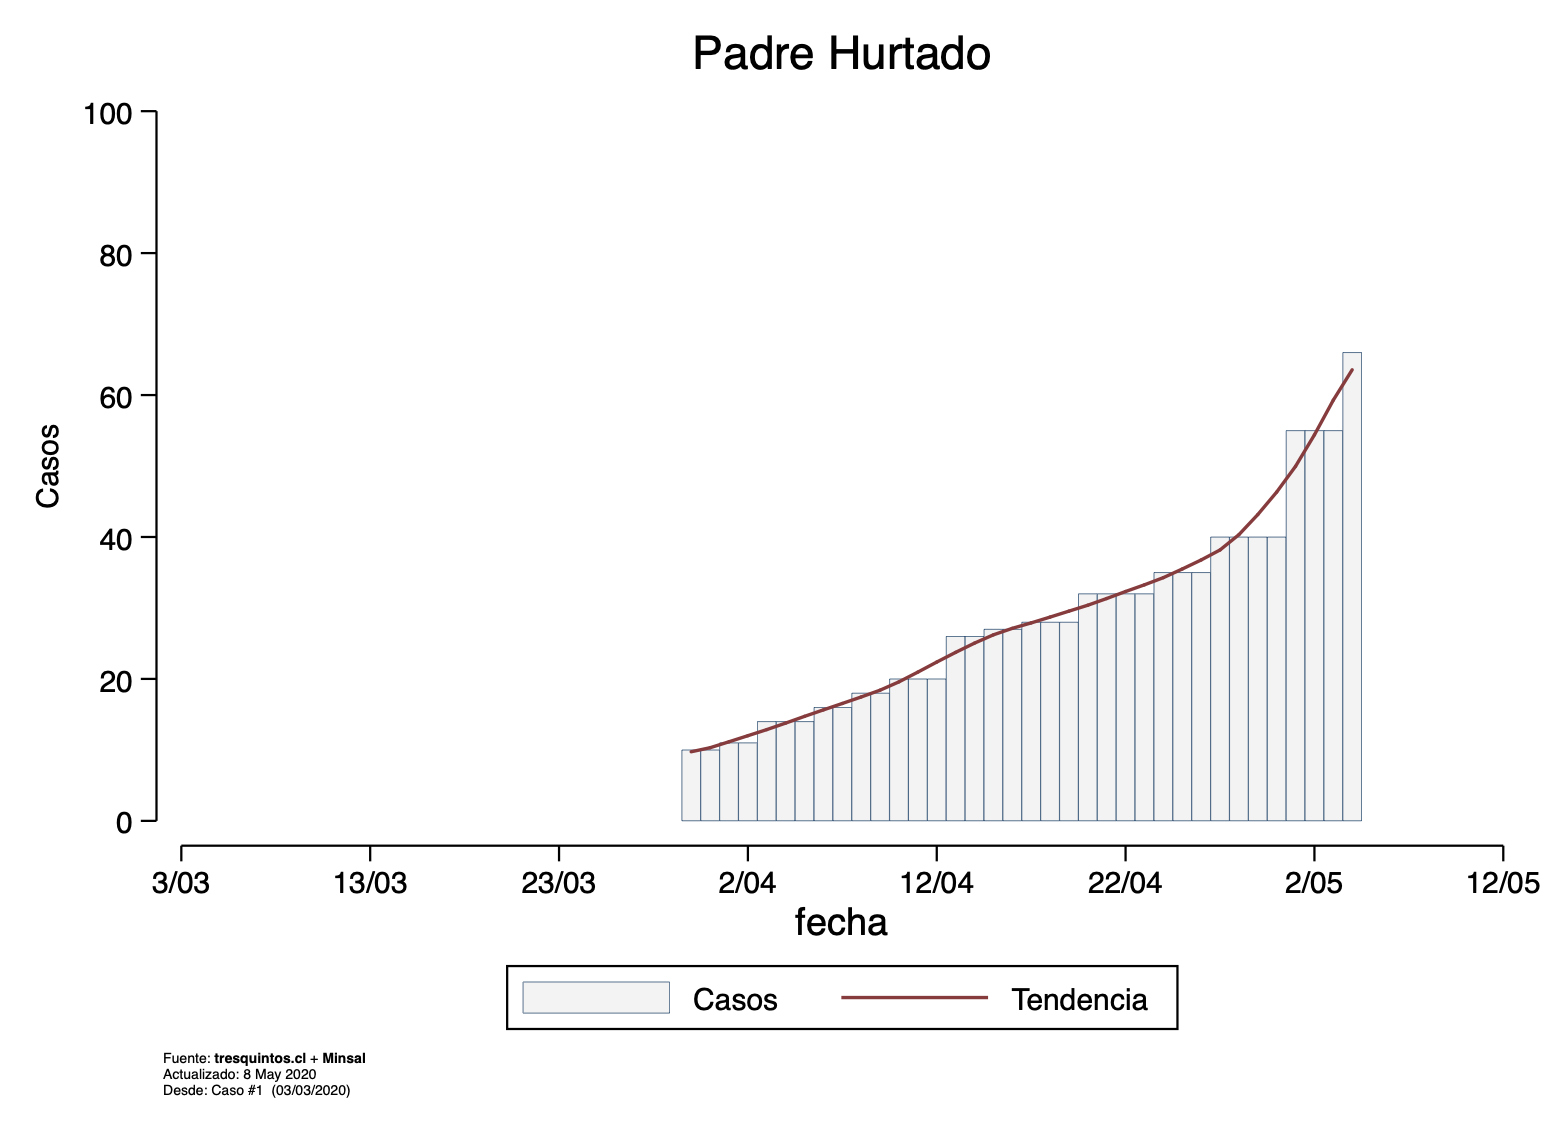 Padre Hurtado
100
80
60
40
20
0
Casos
3/03 13/03 23/03 2/04 12/04 22/04 2/05 12/05
fecha
Casos Tendencia
Fuente: tresquintos.cl + Minsal
Actualizado: 8 May 2020
Desde: Caso #1 (03/03/2020)